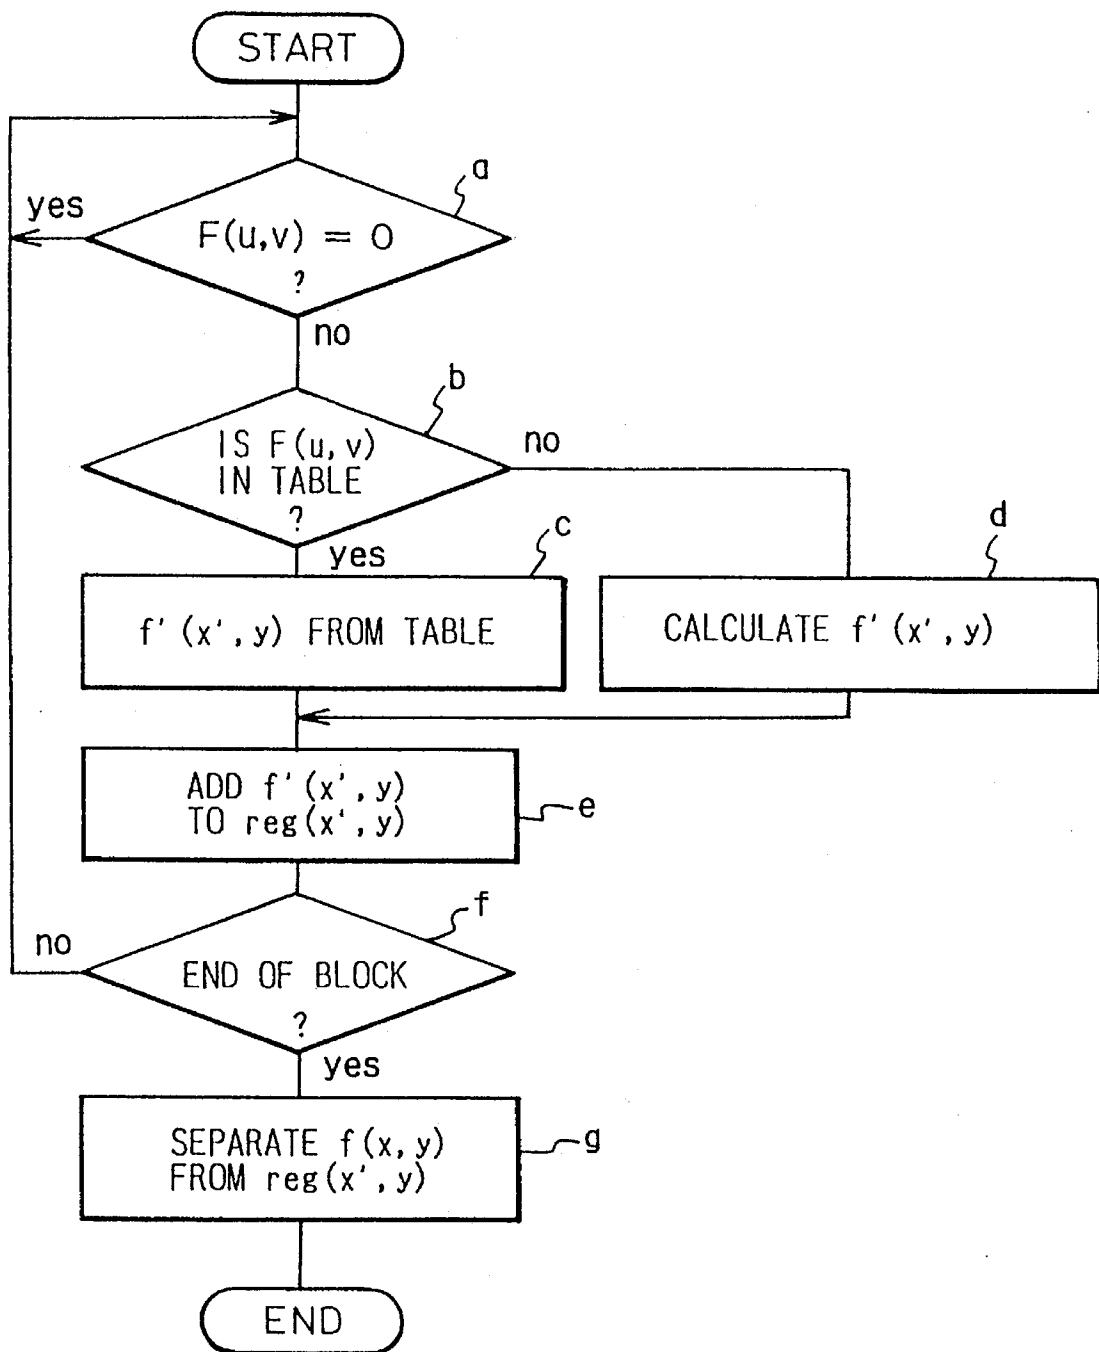 START
a
yes
F(u,v) = 0
?
no
b
IS F(u,v)
IN TABLE
?
no
yes
c
d
f'(x',y) FROM TABLE
CALCULATE f'(x',y)
ADD f'(x',y)
TO reg(x',y)
e
f
no
END OF BLOCK
?
yes
SEPARATE f(x,y)
FROM reg(x',y)
g
END